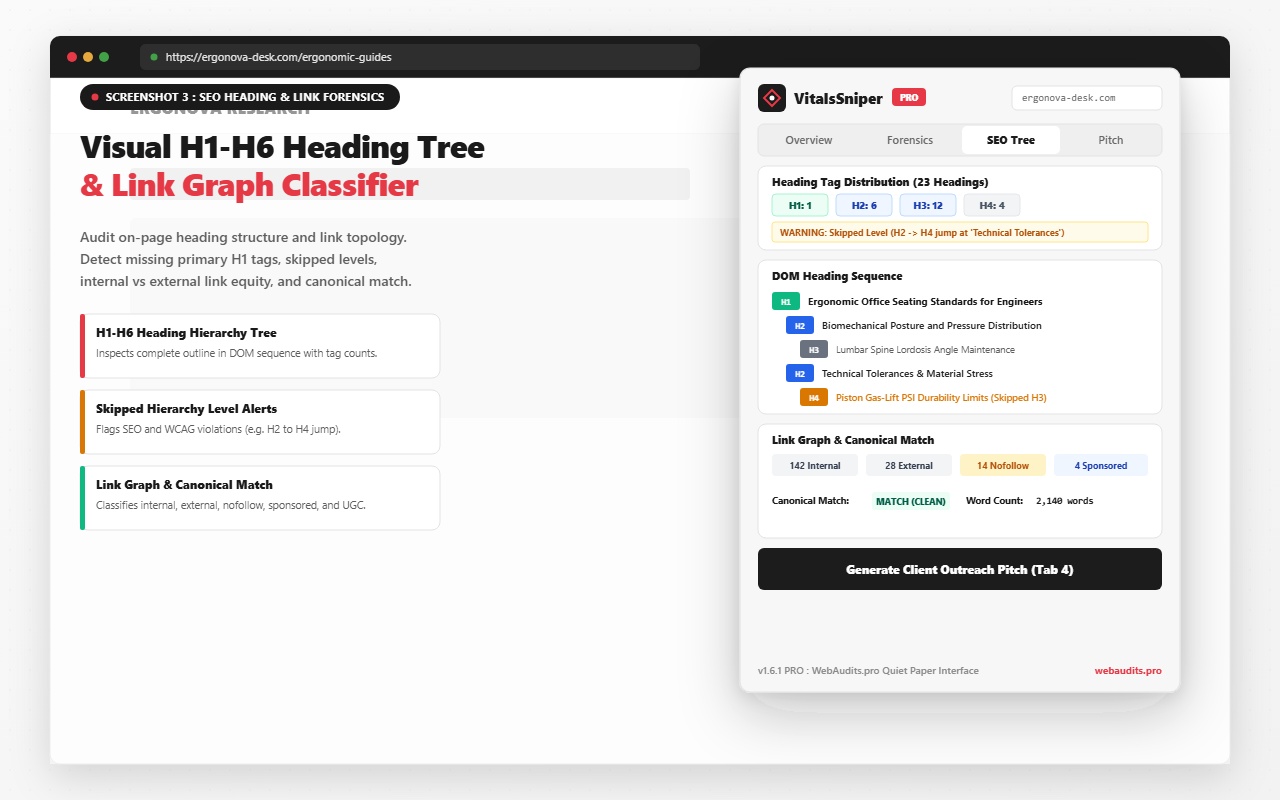 https://ergonova-desk.com/ergonomic-guides
SCREENSHOT 3 : SEO HEADING & LINK FORENSICS
ERGONOVA RESEARCH
Visual H1-H6 Heading Tree
& Link Graph Classifier
Audit on-page heading structure and link topology.
Detect missing primary H1 tags, skipped levels,
internal vs external link equity, and canonical match.
H1-H6 Heading Hierarchy Tree
Inspects complete outline in DOM sequence with tag counts.
Skipped Hierarchy Level Alerts
Flags SEO and WCAG violations (e.g. H2 to H4 jump).
Link Graph & Canonical Match
Classifies internal, external, nofollow, sponsored, and UGC.
VitalsSniper PRO ergonova-desk.com
Overview Forensics SEO Tree Pitch
Heading Tag Distribution (23 Headings)
H1: 1 H2: 6 H3: 12 H4: 4
WARNING: Skipped Level (H2 -> H4 jump at 'Technical Tolerances')
DOM Heading Sequence
H1 Ergonomic Office Seating Standards for Engineers
H2 Biomechanical Posture and Pressure Distribution
H3 Lumbar Spine Lordosis Angle Maintenance
H2 Technical Tolerances & Material Stress
H4 Piston Gas-Lift PSI Durability Limits (Skipped H3)
Link Graph & Canonical Match
142 Internal 28 External 14 Nofollow 4 Sponsored
Canonical Match: MATCH (CLEAN) Word Count: 2,140 words
Generate Client Outreach Pitch (Tab 4)
v1.6.1 PRO : WebAudits.pro Quiet Paper Interface webaudits.pro